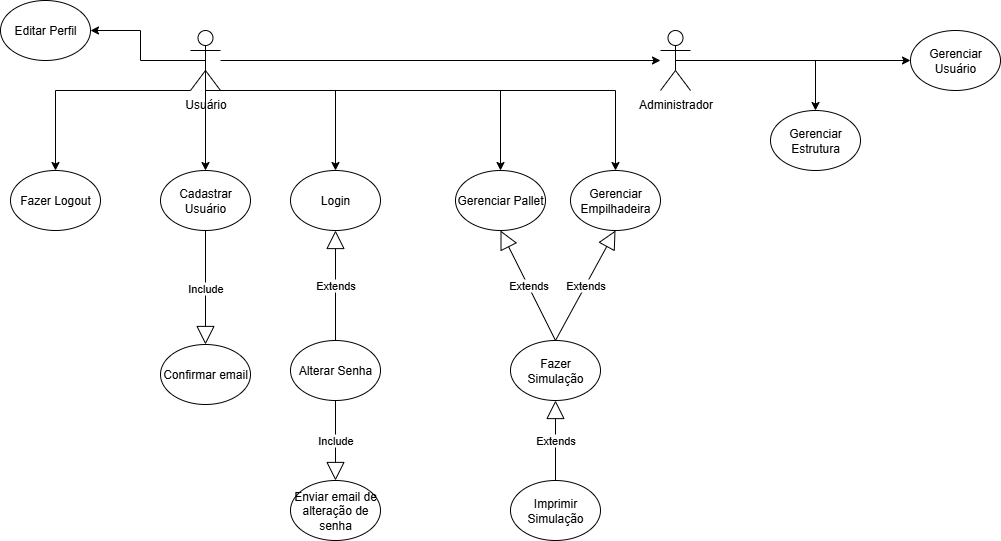 Editar Perfil
Gerenciar
Usuário
Usuário
Administrador
Gerenciar
Estrutura
Fazer Logout
Cadastrar
Usuário
Login
Gerenciar Pallet
Gerenciar
Empilhadeira
Include
Extends
Extends
Extends
Confirmar email
Alterar Senha
Fazer
Simulação
Include
Extends
Enviar email de
alteração de
senha
Imprimir
Simulação